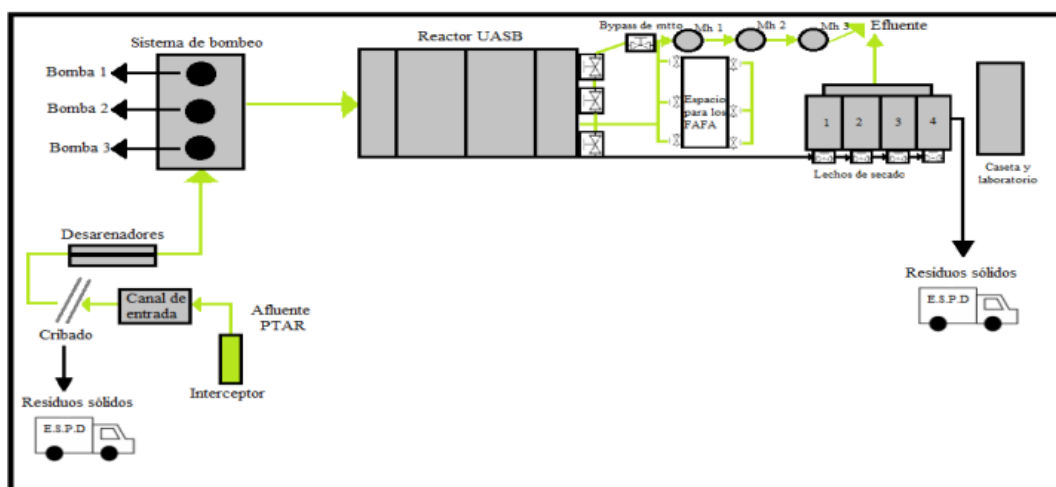 Sistema de bombeo
Bomba 1
Bomba 2
Bomba 3
Reactor UASB
Bypass de mtto
Mh 1
Mh 2
Mh 3
Efluente
Espacio
para los
FAFA
1
2
3
4
Lechos de secado
Caseta y
laboratorio
Desarenadores
Canal de
entrada
Afluente
PTAR
Cribado
Interceptor
Residuos sólidos
E.S.P.D
Residuos sólidos
E.S.P.D